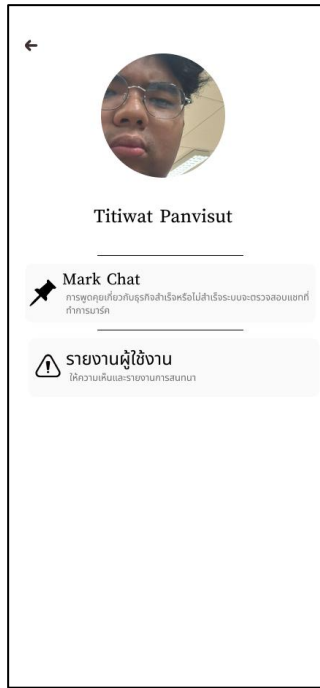 Titiwat Panvisut
Mark Chat
การพูดคุยเกี่ยวกับธุรกิจสำเร็จหรือไม่สำเร็จระบบจะตรวจสอบแชทที่
ทำการมาร์ค
รายงานผู้ใช้งาน
ให้ความเห็นและรายงานการสนทนา